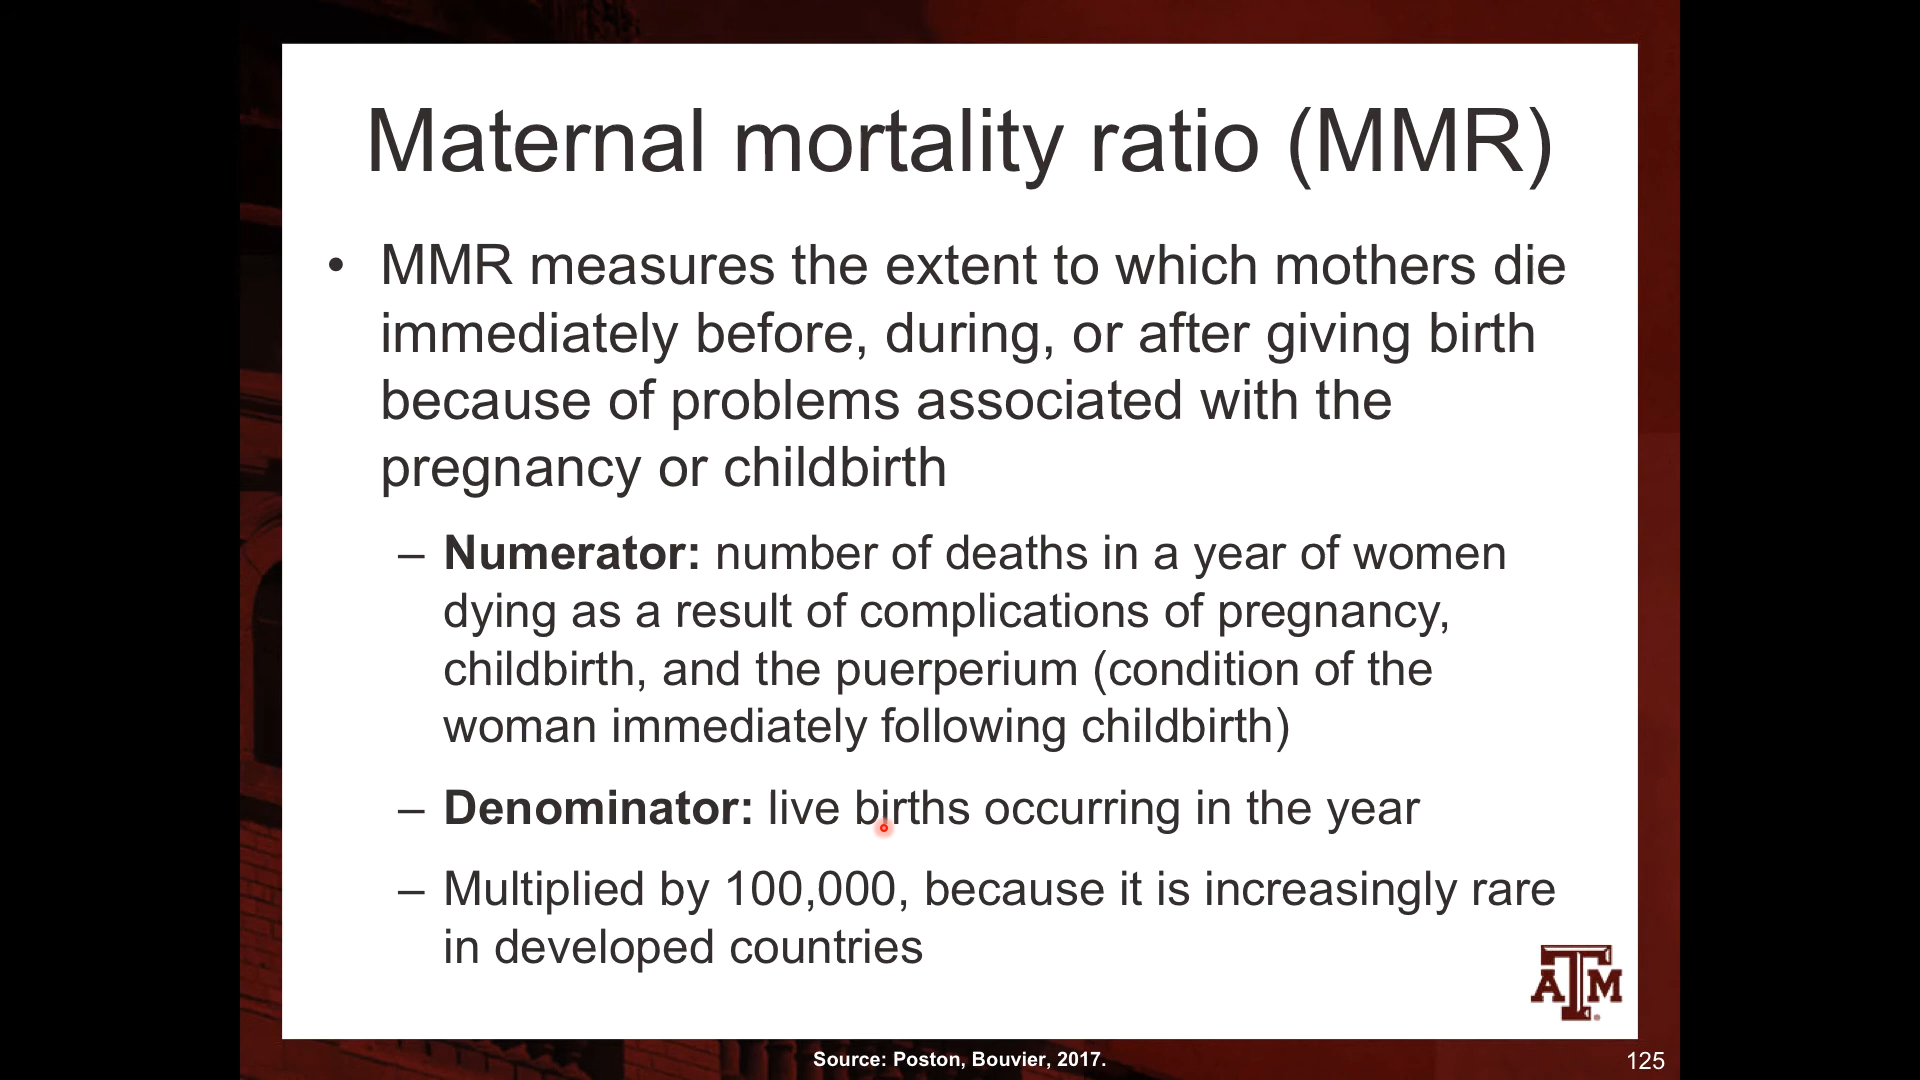 Maternal mortality ratio (MMR)
• MMR measures the extent to which mothers die
immediately before, during, or after giving birth
because of problems associated with the
pregnancy or childbirth
– Numerator: number of deaths in a year of women
dying as a result of complications of pregnancy,
childbirth, and the puerperium (condition of the
woman immediately following childbirth)
– Denominator: live births occurring in the year
– Multiplied by 100,000, because it is increasingly rare
in developed countries
ATM
Source: Poston, Bouvier, 2017.
125